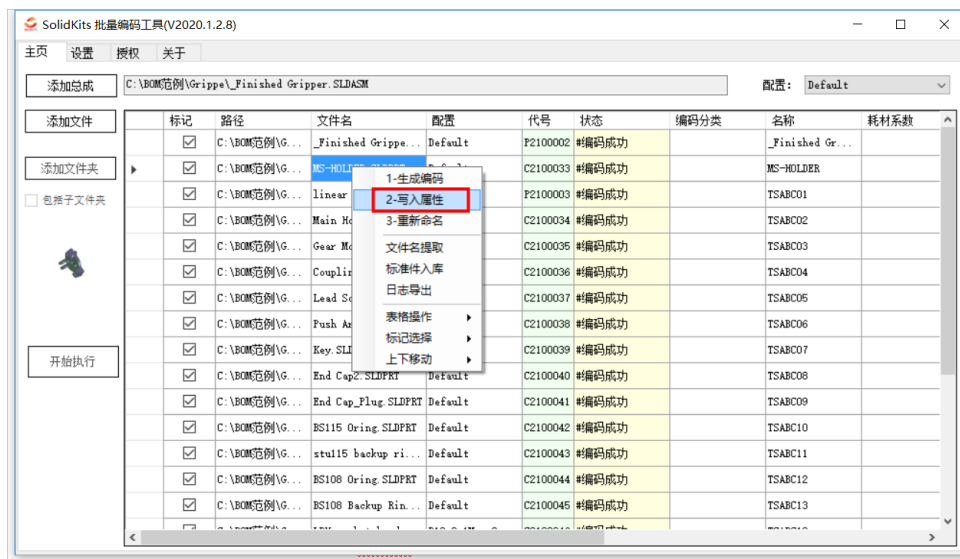 SolidKits 批量编码工具(V2020.1.2.8)
主页 设置 授权 关于
添加总成 C:\BOM范例\Grippe\_Finished Gripper.SLDASM 配置: Default
添加文件 标记 路径 文件名 配置 代号 状态 编码分类 名称 耗材系数
C:\BOM范例\G... _Finished Grippe... Default P2100002 #编码成功 _Finished Gr...
添加文件夹 C:\BOM范例\G... C2100033 #编码成功 MS-HOLDER
包括子文件夹 C:\BOM范例\G... linear P2100003 #编码成功 TSABC01
C:\BOM范例\G... Main C2100034 #编码成功 TSABC02
C:\BOM范例\G... Gear C2100035 #编码成功 TSABC03
C:\BOM范例\G... C2100036 #编码成功 TSABC04
C:\BOM范例\G... Lead C2100037 #编码成功 TSABC05
C:\BOM范例\G... Push C2100038 #编码成功 TSABC06
开始执行 C:\BOM范例\G... C2100039 #编码成功 TSABC07
C:\BOM范例\G... End Cap2.SLDPRT Default C2100040 #编码成功 TSABC08
C:\BOM范例\G... End Cap_Plug.SLDPRT Default C2100041 #编码成功 TSABC09
C:\BOM范例\G... BS115 Oring.SLDPRT Default C2100042 #编码成功 TSABC10
C:\BOM范例\G... stu115 backup ri... Default C2100043 #编码成功 TSABC11
C:\BOM范例\G... BS108 Oring.SLDPRT Default C2100044 #编码成功 TSABC12
C:\BOM范例\G... BS108 Backup Rin... Default C2100045 #编码成功 TSABC13
1-生成编码
2-写入属性
3-重新命名
文件名提取
标准件入库
日志导出
表格操作
标记选择
上下移动